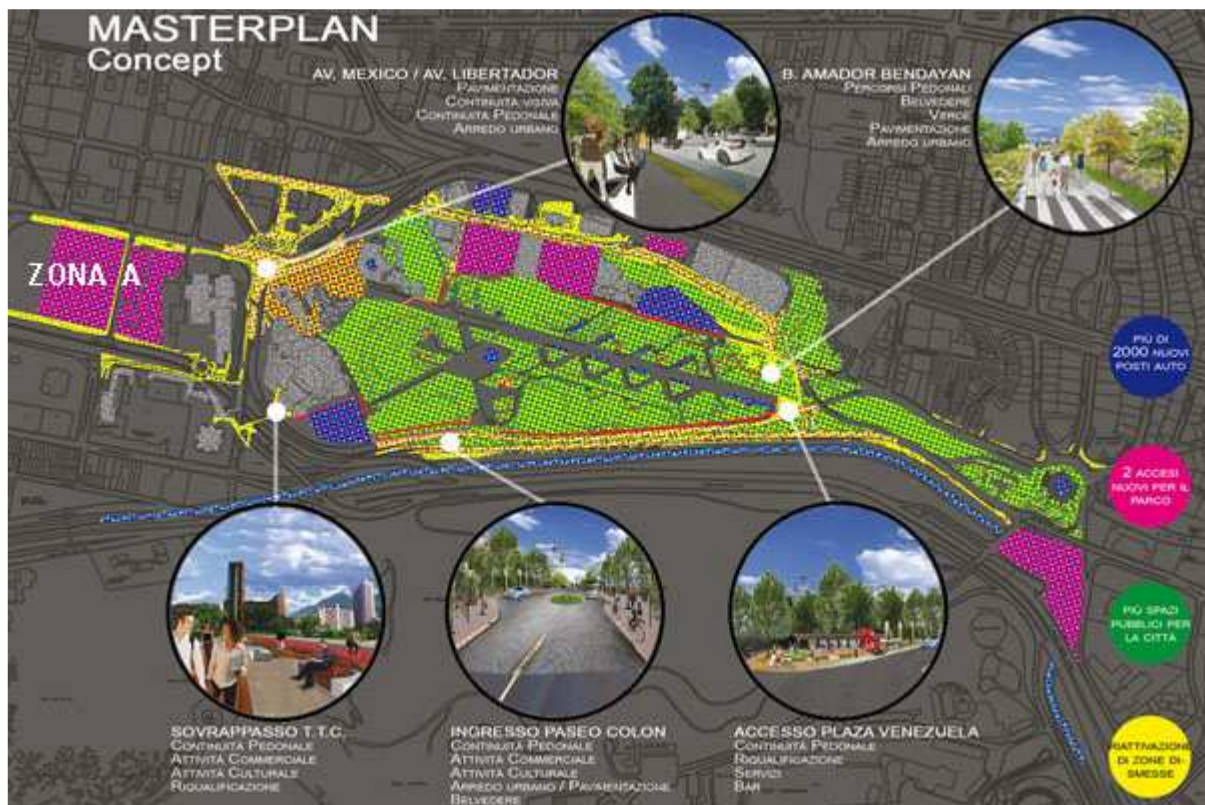 MASTERPLAN
Concept
AV. MEXICO / AV. LIBERTADOR
PAVIMENTAZIONE
CONTINUITÀ VISIVA
CONTINUITÀ PEDONALE
ARREDO URBANO
B. AMADOR BENDAYAN
PERCORSI PEDONALI
BELVEDERE
VERGE
PAVIMENTAZIONE
ARREDO URBANO
ZONA A
PIÙ DI
2000 NUOVI
POSTI AUTO
2 ACCESI
NUOVI PER IL
PARCO
PIÙ SPAZI
PUBBLICI PER
LA CITTÀ
RIATTIVAZIONE
DI ZONE DI-
SMESSE
SOVRAPPASSO T.T.C.
CONTINUITÀ PEDONALE
ATTIVITÀ COMMERCIALE
ATTIVITÀ CULTURALE
RIQUALIFICAZIONE
INGRESSO PASEO COLON
CONTINUITÀ PEDONALE
ATTIVITÀ COMMERCIALE
ATTIVITÀ CULTURALE
ARREDO URBANO / PAVIMENTAZIONE
BELVEDERE
ACCESSO PLAZA VENEZUELA
CONTINUITÀ PEDONALE
RIQUALIFICAZIONE
SERVIZI
BAR